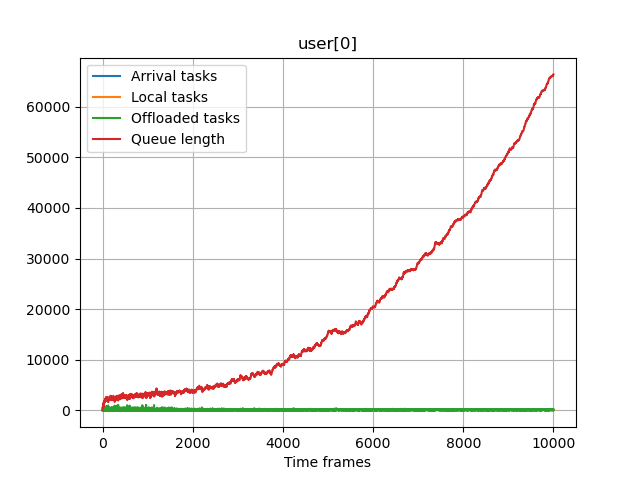 user[0]
Arrival tasks
Local tasks
Offloaded tasks
Queue length
60000
50000
40000
30000
20000
10000
0
0 2000 4000 6000 8000 10000
Time frames